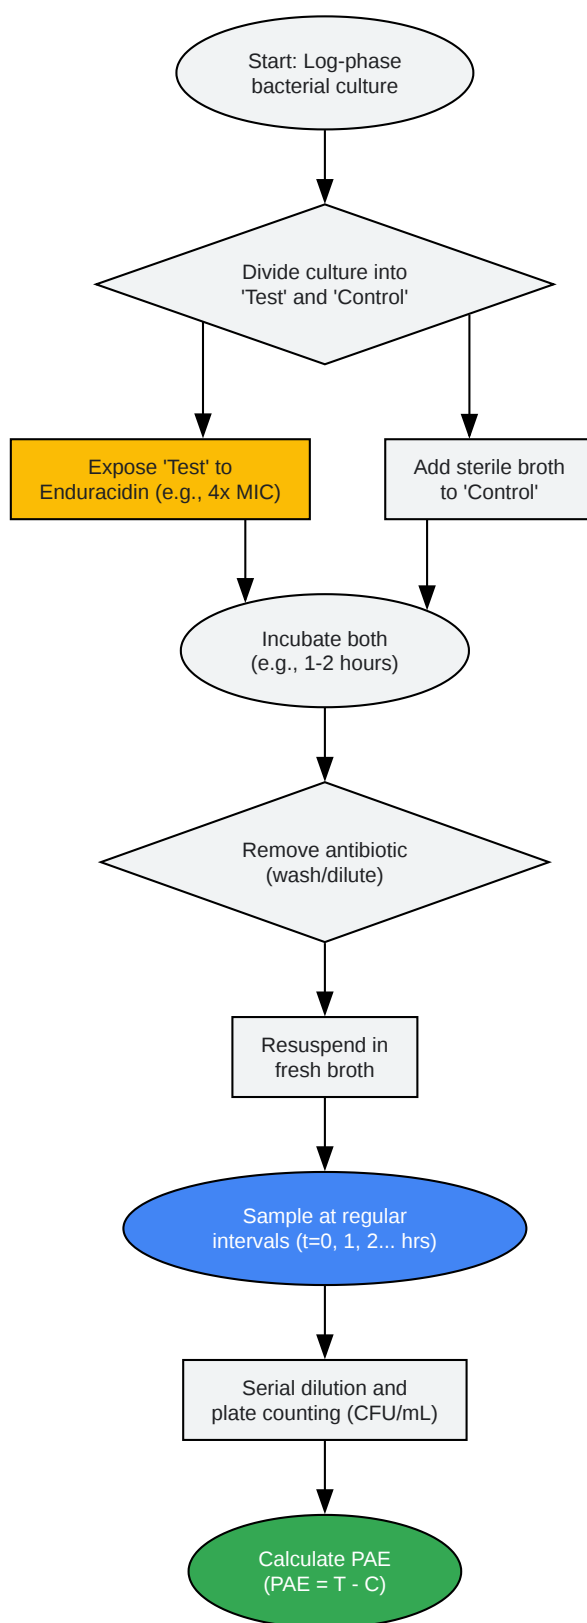 Start: Log-phase
bacterial culture
Divide culture into
'Test' and 'Control'
Expose 'Test' to
Enduracidin (e.g., 4x MIC)
Add sterile broth
to 'Control'
Incubate both
(e.g., 1-2 hours)
Remove antibiotic
(wash/dilute)
Resuspend in
fresh broth
Sample at regular
intervals (t=0, 1, 2... hrs)
Serial dilution and
plate counting (CFU/mL)
Calculate PAE
(PAE = T - C)